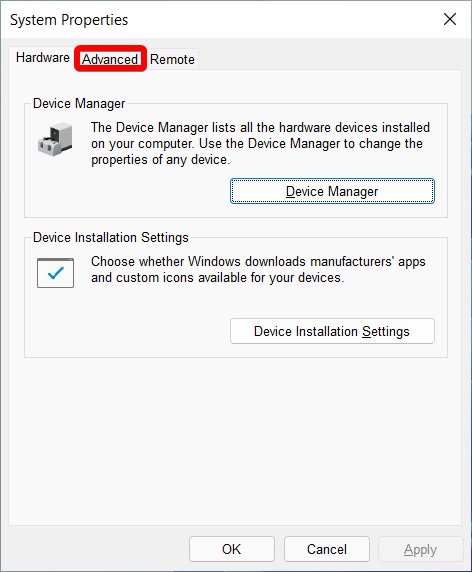 System Properties
Hardware Advanced Remote
Device Manager
The Device Manager lists all the hardware devices installed
on your computer. Use the Device Manager to change the
properties of any device.
Device Manager
Device Installation Settings
Choose whether Windows downloads manufacturers' apps
and custom icons available for your devices.
Device Installation Settings
OK Cancel Apply